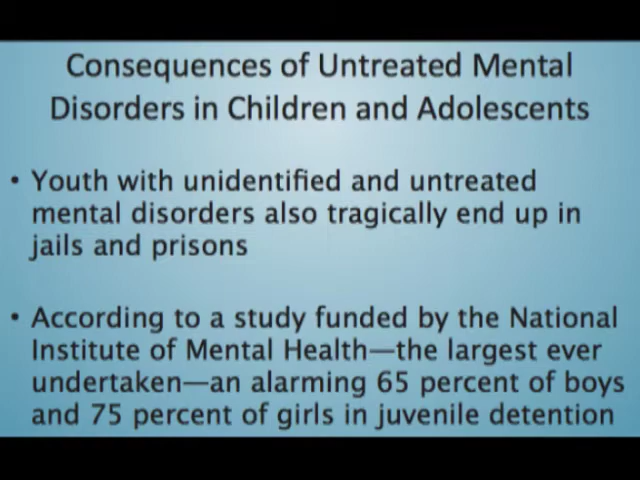 Consequences of Untreated Mental
Disorders in Children and Adolescents
• Youth with unidentified and untreated
mental disorders also tragically end up in
jails and prisons
• According to a study funded by the National
Institute of Mental Health—the largest ever
undertaken—an alarming 65 percent of boys
and 75 percent of girls in juvenile detention